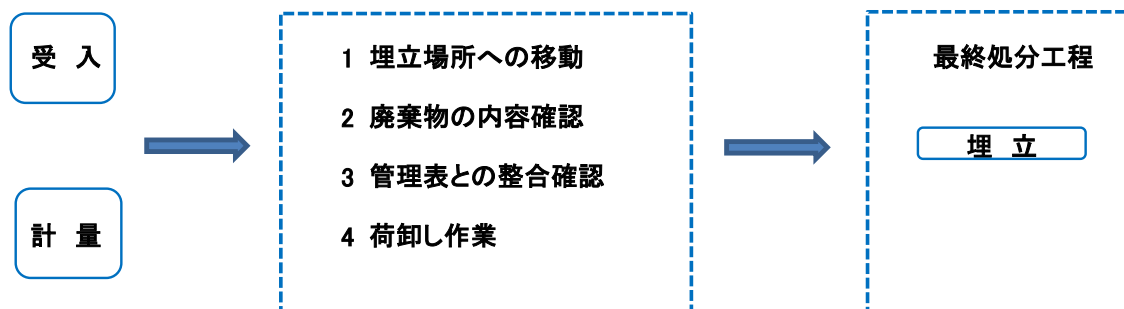 受 入
計 量
1 埋立場所への移動
2 廃棄物の内容確認
3 管理表との整合確認
4 荷卸し作業
最終処分工程
埋 立